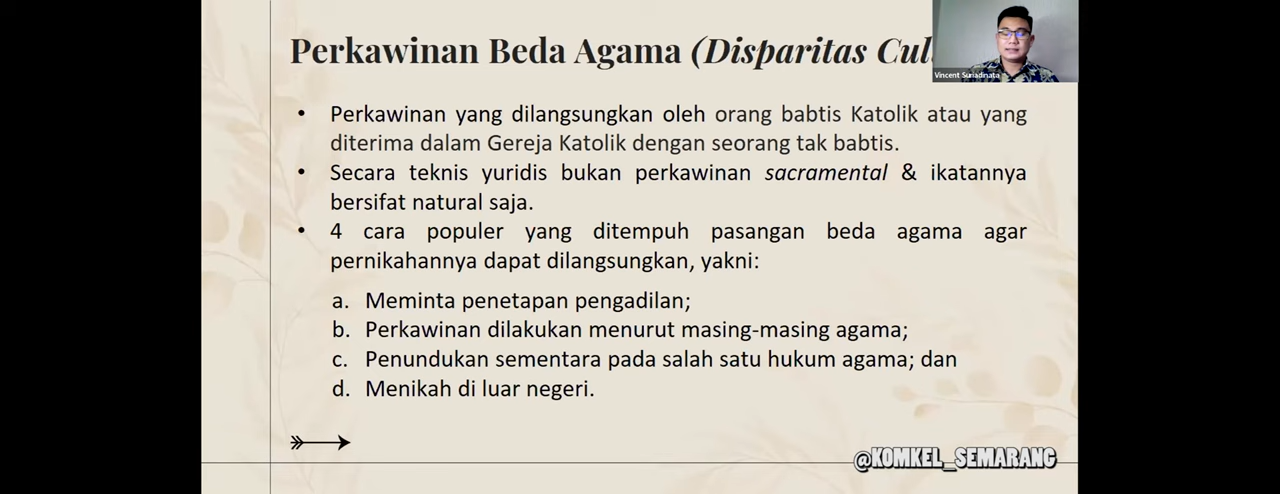 Perkawinan Beda Agama (Disparitas
Vincent Suriadinata
• Perkawinan yang dilangsungkan oleh orang babtis Katolik atau yang
diterima dalam Gereja Katolik dengan seorang tak babtis.
• Secara teknis yuridis bukan perkawinan sacramental & ikatannya
bersifat natural saja.
• 4 cara populer yang ditempuh pasangan beda agama agar
pernikahannya dapat dilangsungkan, yakni:
a. Meminta penetapan pengadilan;
b. Perkawinan dilakukan menurut masing-masing agama;
c. Penundukan sementara pada salah satu hukum agama; dan
d. Menikah di luar negeri.
@KOMKEL_SEMARANG